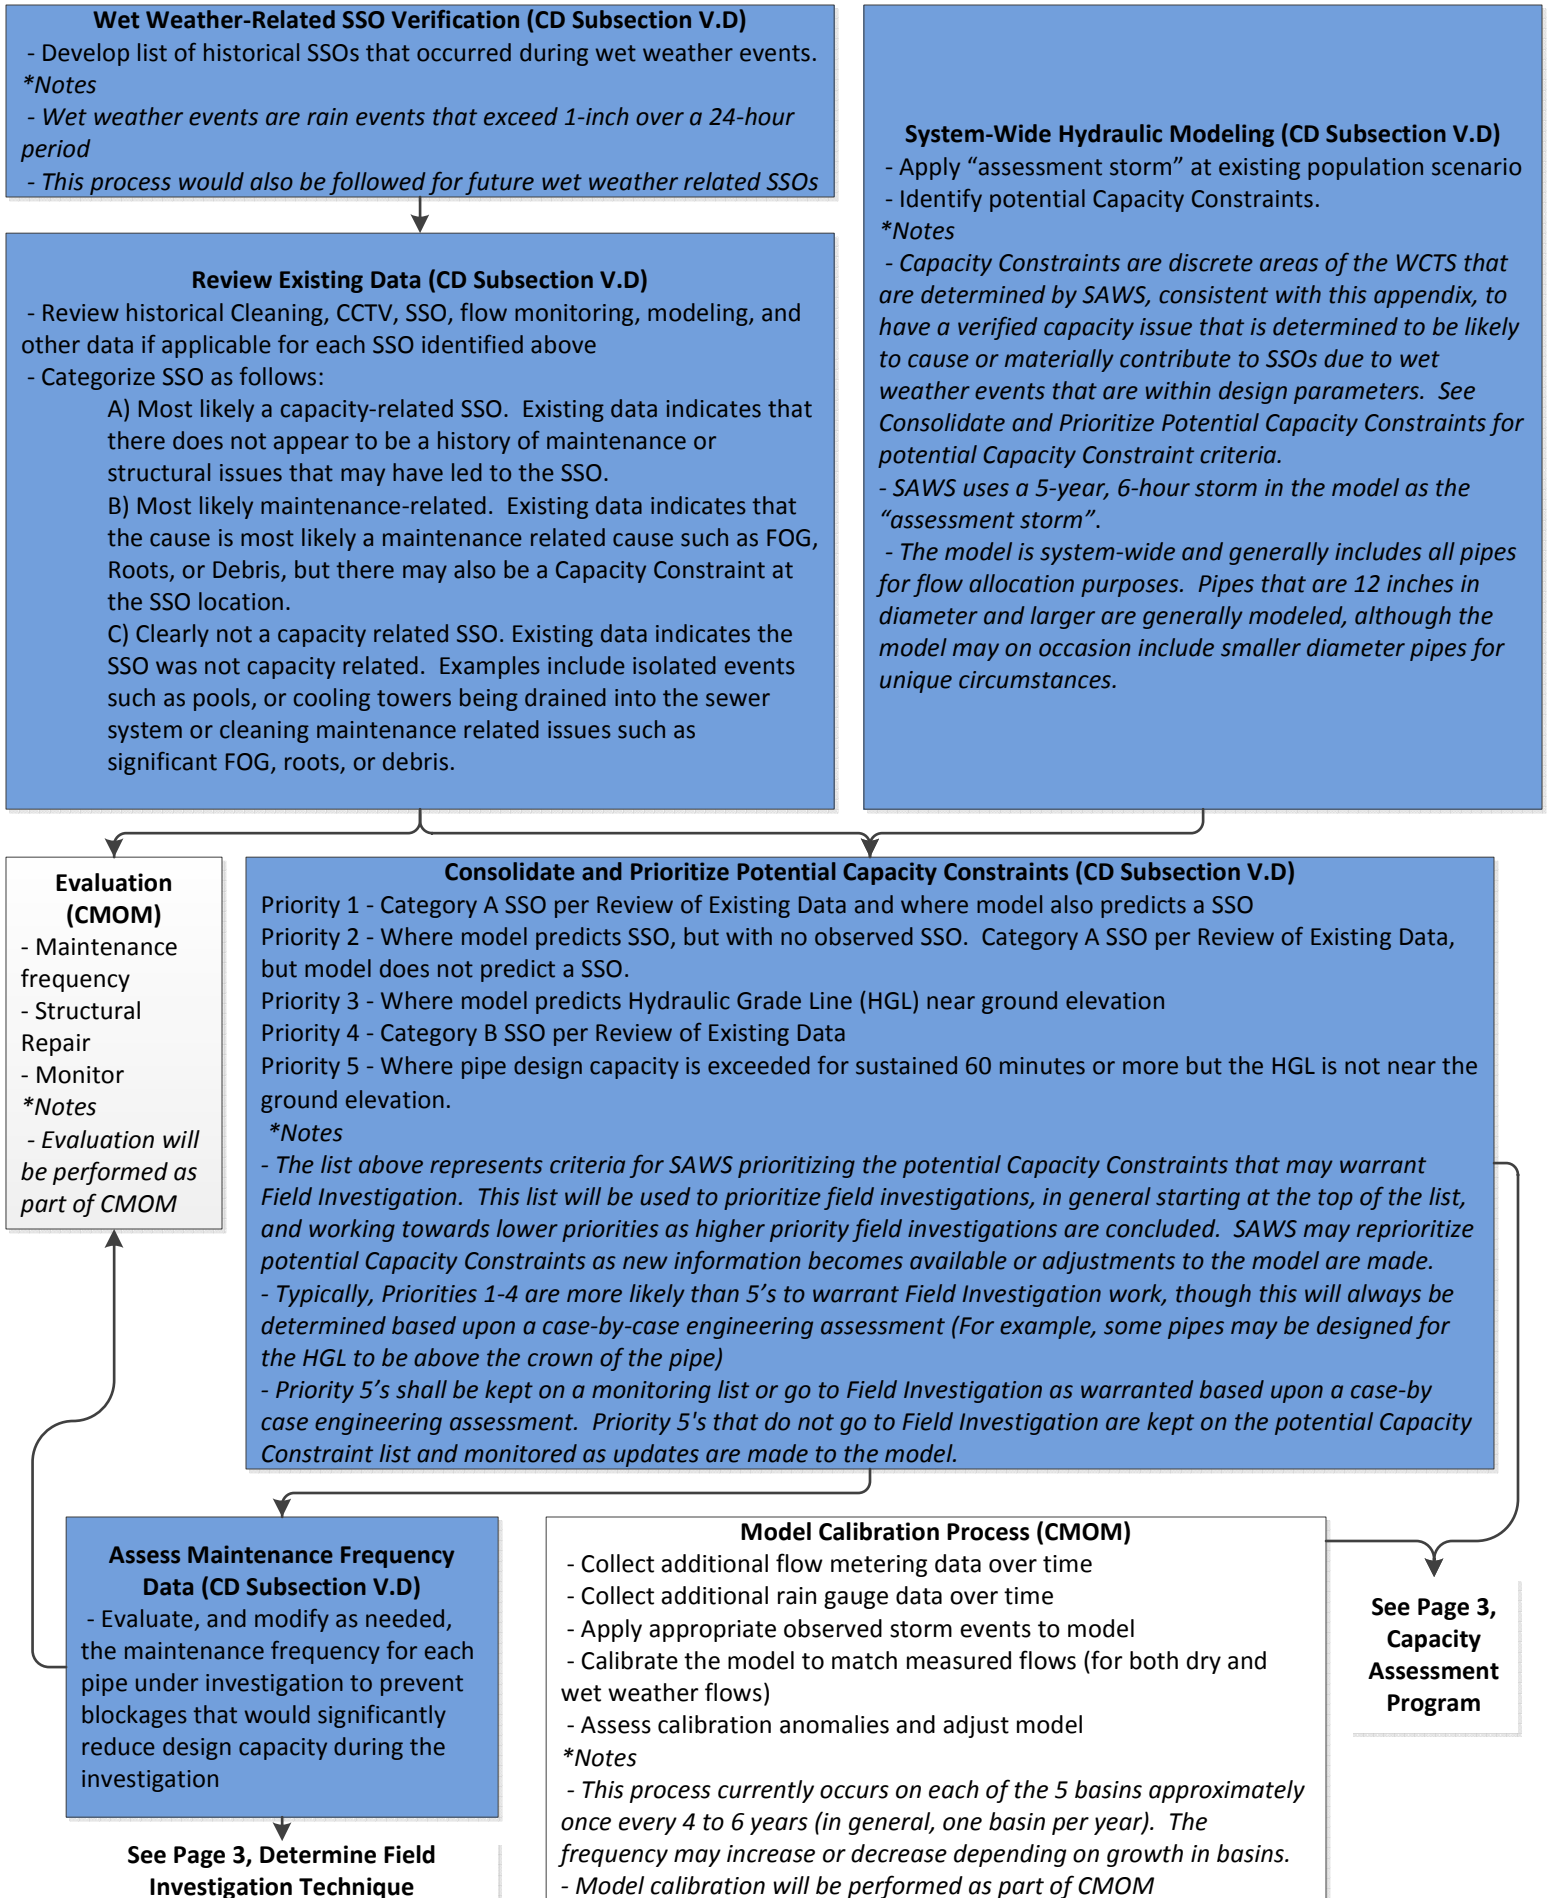 Wet Weather-Related SSO Verification (CD Subsection V.D)
- Develop list of historical SSOs that occurred during wet weather events.
*Notes
- Wet weather events are rain events that exceed 1-inch over a 24-hour
period
- This process would also be followed for future wet weather related SSOs
System-Wide Hydraulic Modeling (CD Subsection V.D)
- Apply “assessment storm” at existing population scenario
- Identify potential Capacity Constraints.
*Notes
- Capacity Constraints are discrete areas of the WCTS that
are determined by SAWS, consistent with this appendix, to
have a verified capacity issue that is determined to be likely
to cause or materially contribute to SSOs due to wet
weather events that are within design parameters.  See
Consolidate and Prioritize Potential Capacity Constraints for
potential Capacity Constraint criteria.
- SAWS uses a 5-year, 6-hour storm in the model as the
“assessment storm”.
- The model is system-wide and generally includes all pipes
for flow allocation purposes.  Pipes that are 12 inches in
diameter and larger are generally modeled, although the
model may on occasion include smaller diameter pipes for
unique circumstances.
Review Existing Data (CD Subsection V.D)
- Review historical Cleaning, CCTV, SSO, flow monitoring, modeling, and
other data if applicable for each SSO identified above
- Categorize SSO as follows:
A) Most likely a capacity-related SSO.  Existing data indicates that
there does not appear to be a history of maintenance or
structural issues that may have led to the SSO.
B) Most likely maintenance-related.  Existing data indicates that
the cause is most likely a maintenance related cause such as FOG,
Roots, or Debris, but there may also be a Capacity Constraint at
the SSO location.
C) Clearly not a capacity related SSO. Existing data indicates the
SSO was not capacity related.  Examples include isolated events
such as pools, or cooling towers being drained into the sewer
system or cleaning maintenance related issues such as
significant FOG, roots, or debris.
Evaluation
(CMOM)
- Maintenance
frequency
- Structural
Repair
- Monitor
*Notes
- Evaluation will
be performed as
part of CMOM
Consolidate and Prioritize Potential Capacity Constraints (CD Subsection V.D)
Priority 1 - Category A SSO per Review of Existing Data and where model also predicts a SSO
Priority 2 - Where model predicts SSO, but with no observed SSO.  Category A SSO per Review of Existing Data,
but model does not predict a SSO.
Priority 3 - Where model predicts Hydraulic Grade Line (HGL) near ground elevation
Priority 4 - Category B SSO per Review of Existing Data
Priority 5 - Where pipe design capacity is exceeded for sustained 60 minutes or more but the HGL is not near the
ground elevation.
*Notes
- The list above represents criteria for SAWS prioritizing the potential Capacity Constraints that may warrant
Field Investigation.  This list will be used to prioritize field investigations, in general starting at the top of the list,
and working towards lower priorities as higher priority field investigations are concluded.  SAWS may reprioritize
potential Capacity Constraints as new information becomes available or adjustments to the model are made.
- Typically, Priorities 1-4 are more likely than 5’s to warrant Field Investigation work, though this will always be
determined based upon a case-by-case engineering assessment (For example, some pipes may be designed for
the HGL to be above the crown of the pipe)
- Priority 5’s shall be kept on a monitoring list or go to Field Investigation as warranted based upon a case-by
case engineering assessment.  Priority 5's that do not go to Field Investigation are kept on the potential Capacity
Constraint list and monitored as updates are made to the model.
Assess Maintenance Frequency
Data (CD Subsection V.D)
- Evaluate, and modify as needed,
the maintenance frequency for each
pipe under investigation to prevent
blockages that would significantly
reduce design capacity during the
investigation
See Page 3, Determine Field
Investigation Technique
Model Calibration Process (CMOM)
- Collect additional flow metering data over time
- Collect additional rain gauge data over time
- Apply appropriate observed storm events to model
- Calibrate the model to match measured flows (for both dry and
wet weather flows)
- Assess calibration anomalies and adjust model
*Notes
- This process currently occurs on each of the 5 basins approximately
once every 4 to 6 years (in general, one basin per year).  The
frequency may increase or decrease depending on growth in basins.
- Model calibration will be performed as part of CMOM
See Page 3,
Capacity
Assessment
Program